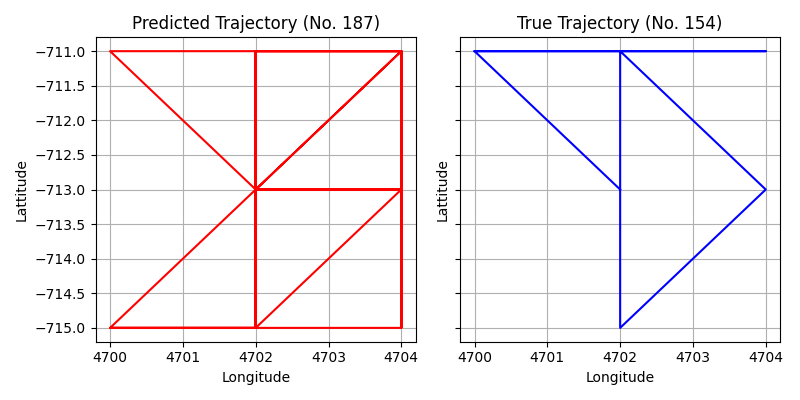 Predicted Trajectory (No. 187)
True Trajectory (No. 154)
Lattitude
−711.0
−711.5
−712.0
−712.5
−713.0
−713.5
−714.0
−714.5
−715.0
4700 4701 4702 4703 4704
Longitude
Lattitude
4700 4701 4702 4703 4704
Longitude